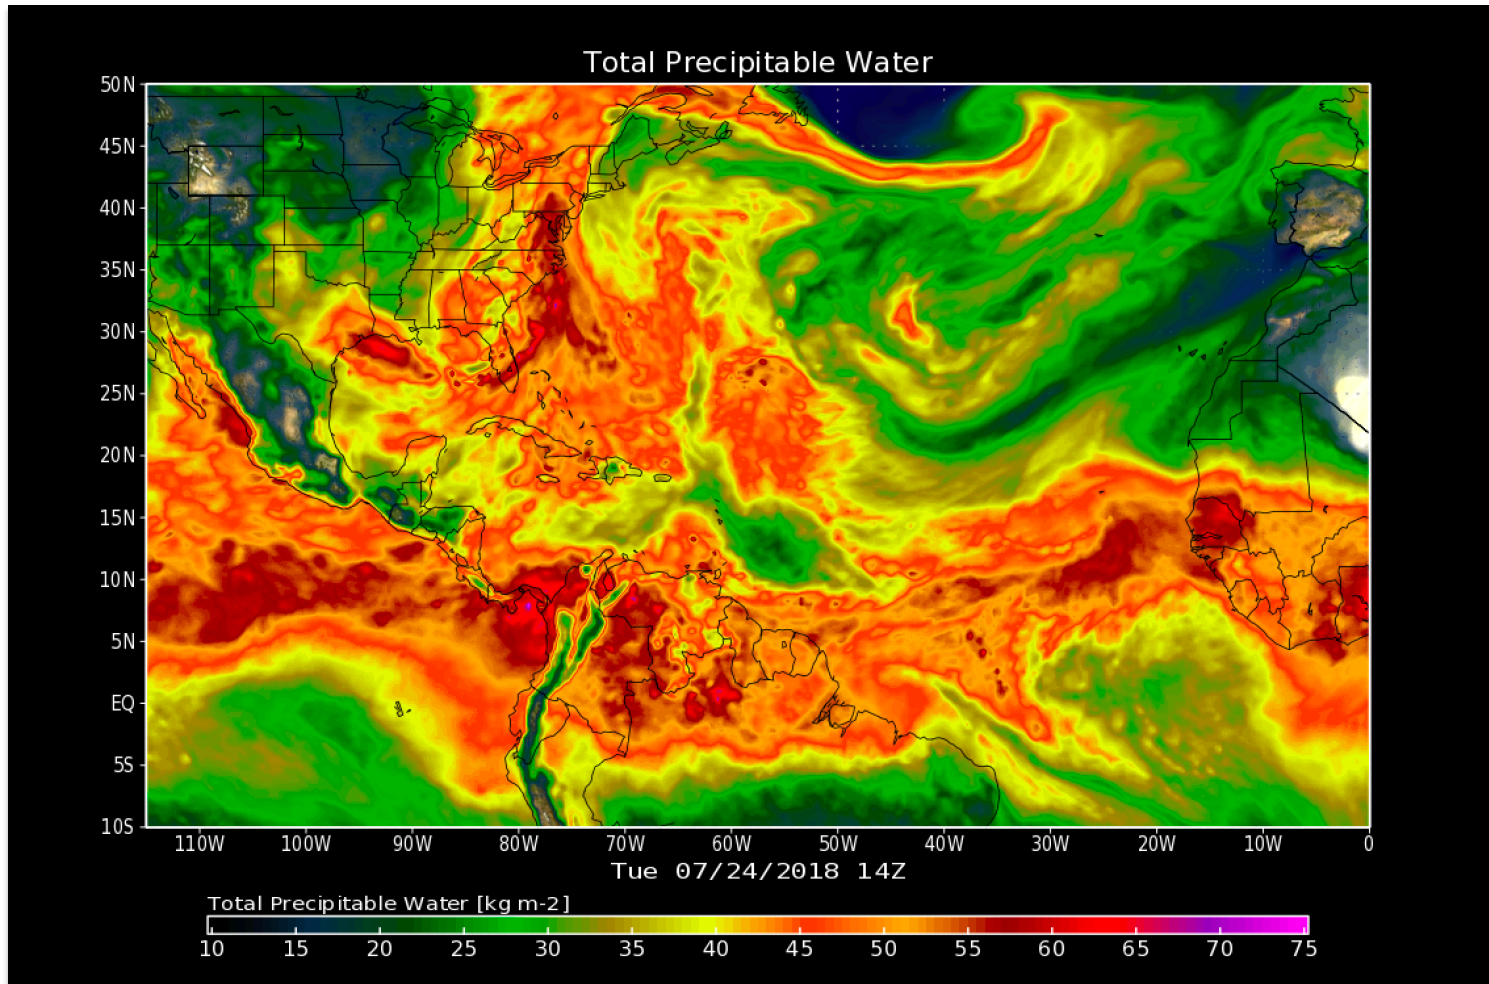 Total Precipitable Water
50N
45N
40N
35N
30N
25N
20N
15N
10N
5N
EQ
5S
10S
110W 100W 90W 80W 70W 60W 50W 40W 30W 20W 10W 0
Tue 07/24/2018 14Z
Total Precipitable Water [kg m-2]
10 15 20 25 30 35 40 45 50 55 60 65 70 75